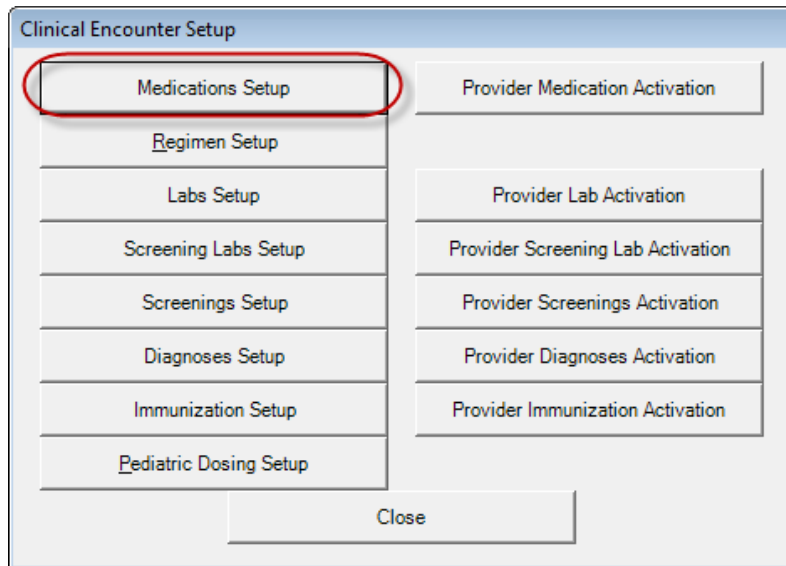 Clinical Encounter Setup
Medications Setup
Provider Medication Activation
Regimen Setup
Labs Setup
Provider Lab Activation
Screening Labs Setup
Provider Screening Lab Activation
Screenings Setup
Provider Screenings Activation
Diagnoses Setup
Provider Diagnoses Activation
Immunization Setup
Provider Immunization Activation
Pediatric Dosing Setup
Close